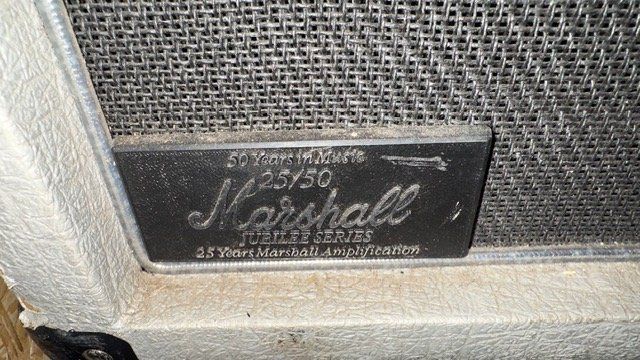 50 Years in Music
25/50
Marshall
JUBILEE SERIES
25 Years Marshall Amplification